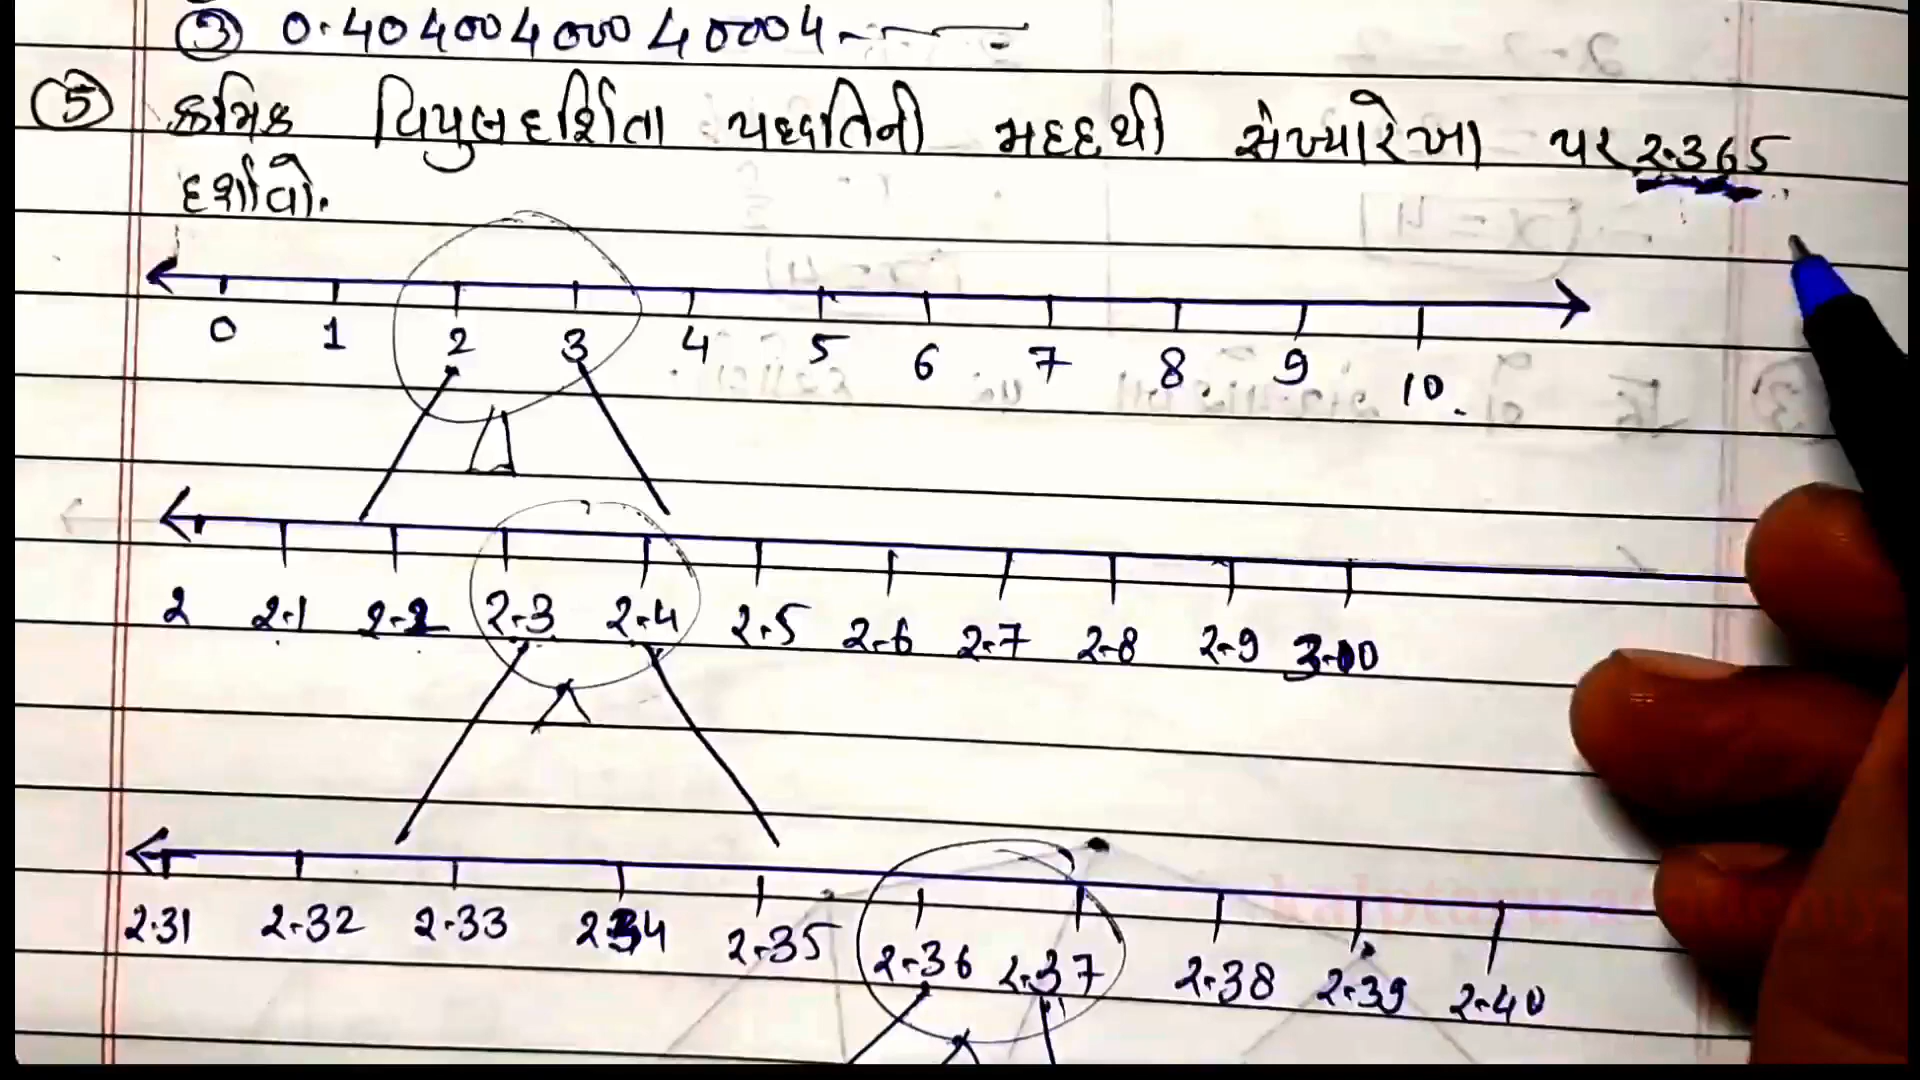 ③ 0.404004000400004
⑤ ક્રમિક વિપુલદર્શિતા પદ્ધતિની મદદથી સંખ્યારેખા પર 2.365
દર્શાવો.
0 1 2 3 4 5 6 7 8 9 10
2 2.1 2.2 2.3 2.4 2.5 2.6 2.7 2.8 2.9 3.00
2.31 2.32 2.33 2.34 2.35 2.36 2.37 2.38 2.39 2.40
kalptaru academy